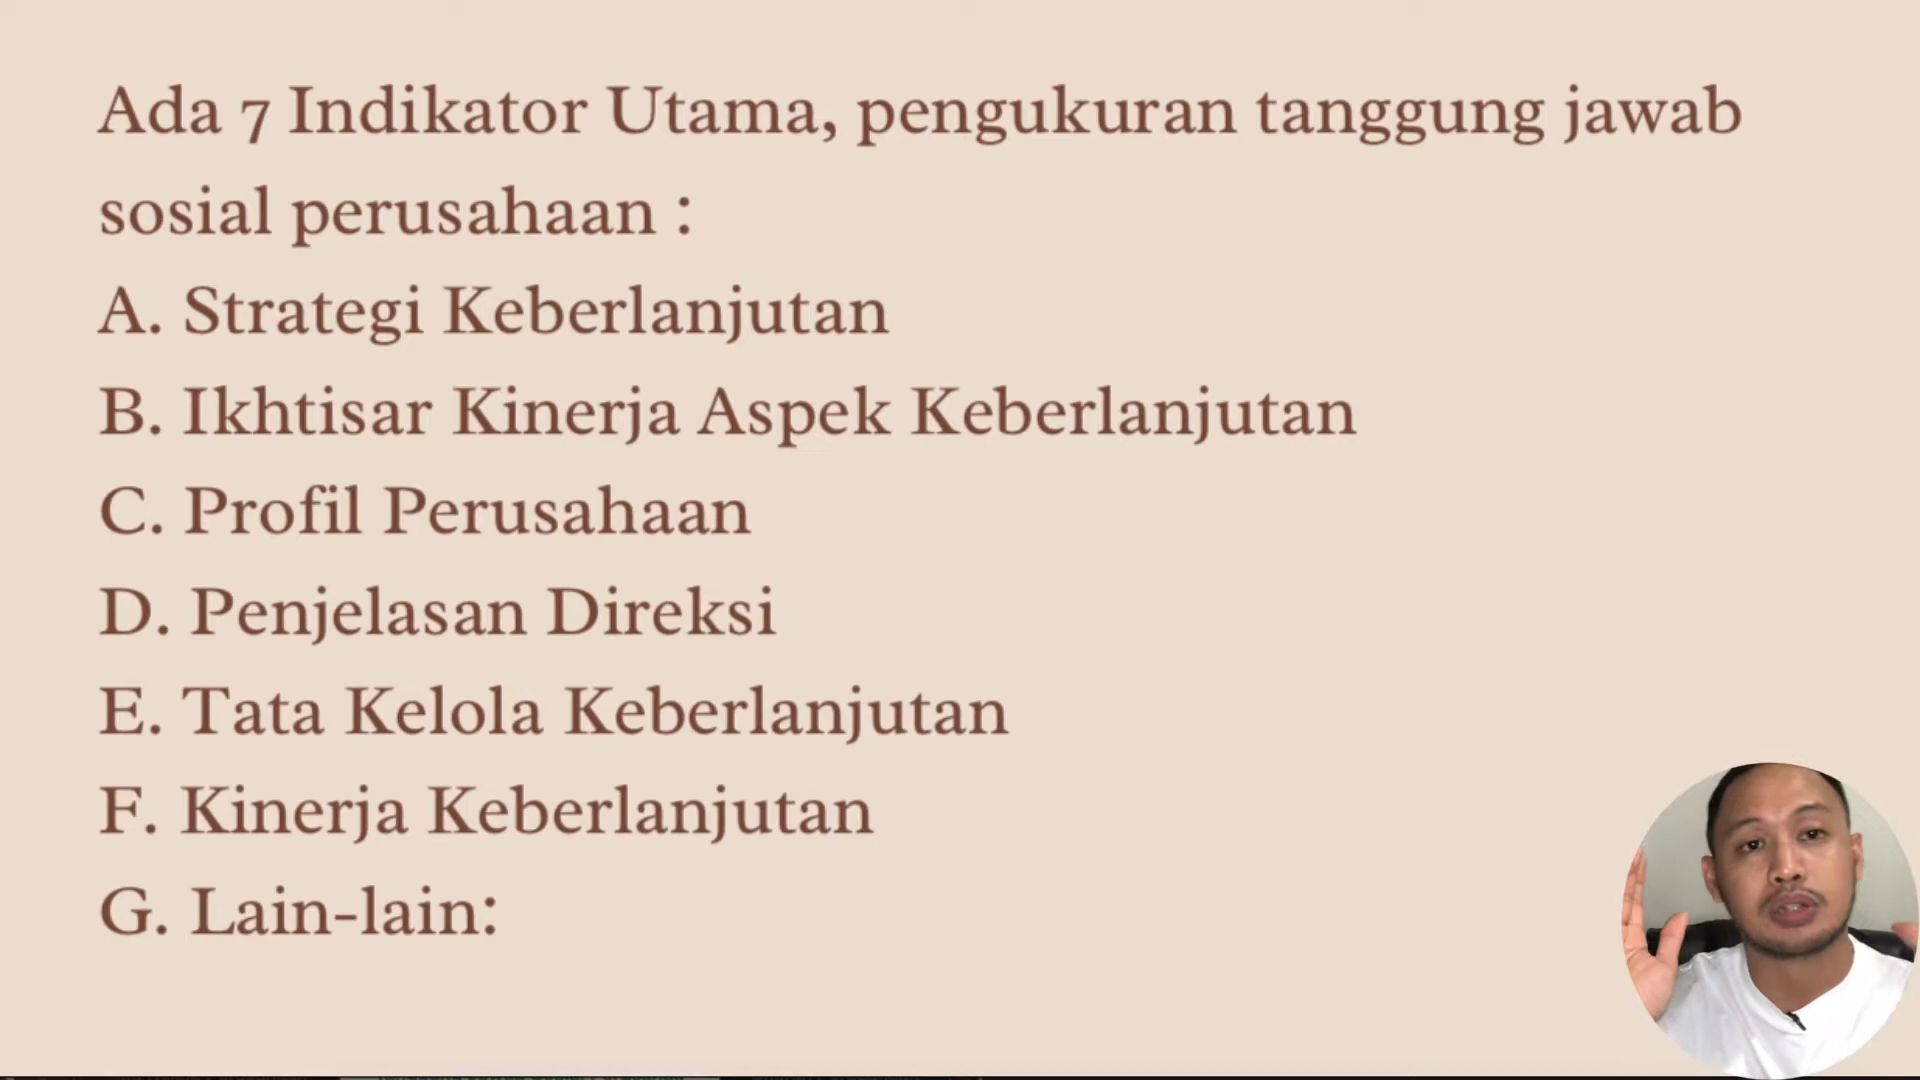 Ada 7 Indikator Utama, pengukuran tanggung jawab
sosial perusahaan :
A. Strategi Keberlanjutan
B. Ikhtisar Kinerja Aspek Keberlanjutan
C. Profil Perusahaan
D. Penjelasan Direksi
E. Tata Kelola Keberlanjutan
F. Kinerja Keberlanjutan
G. Lain-lain: